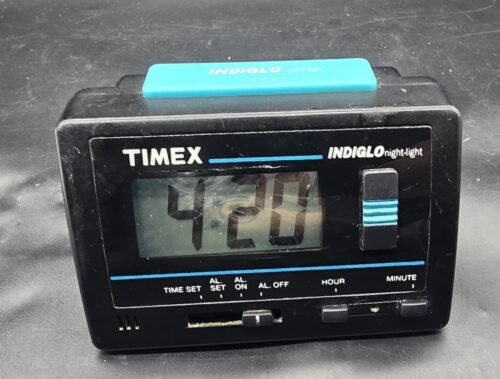 INDIGLO night-light
TIMEX
INDIGLO night-light
4:20
TIME SET
AL. SET
AL. ON
AL. OFF
HOUR
MINUTE